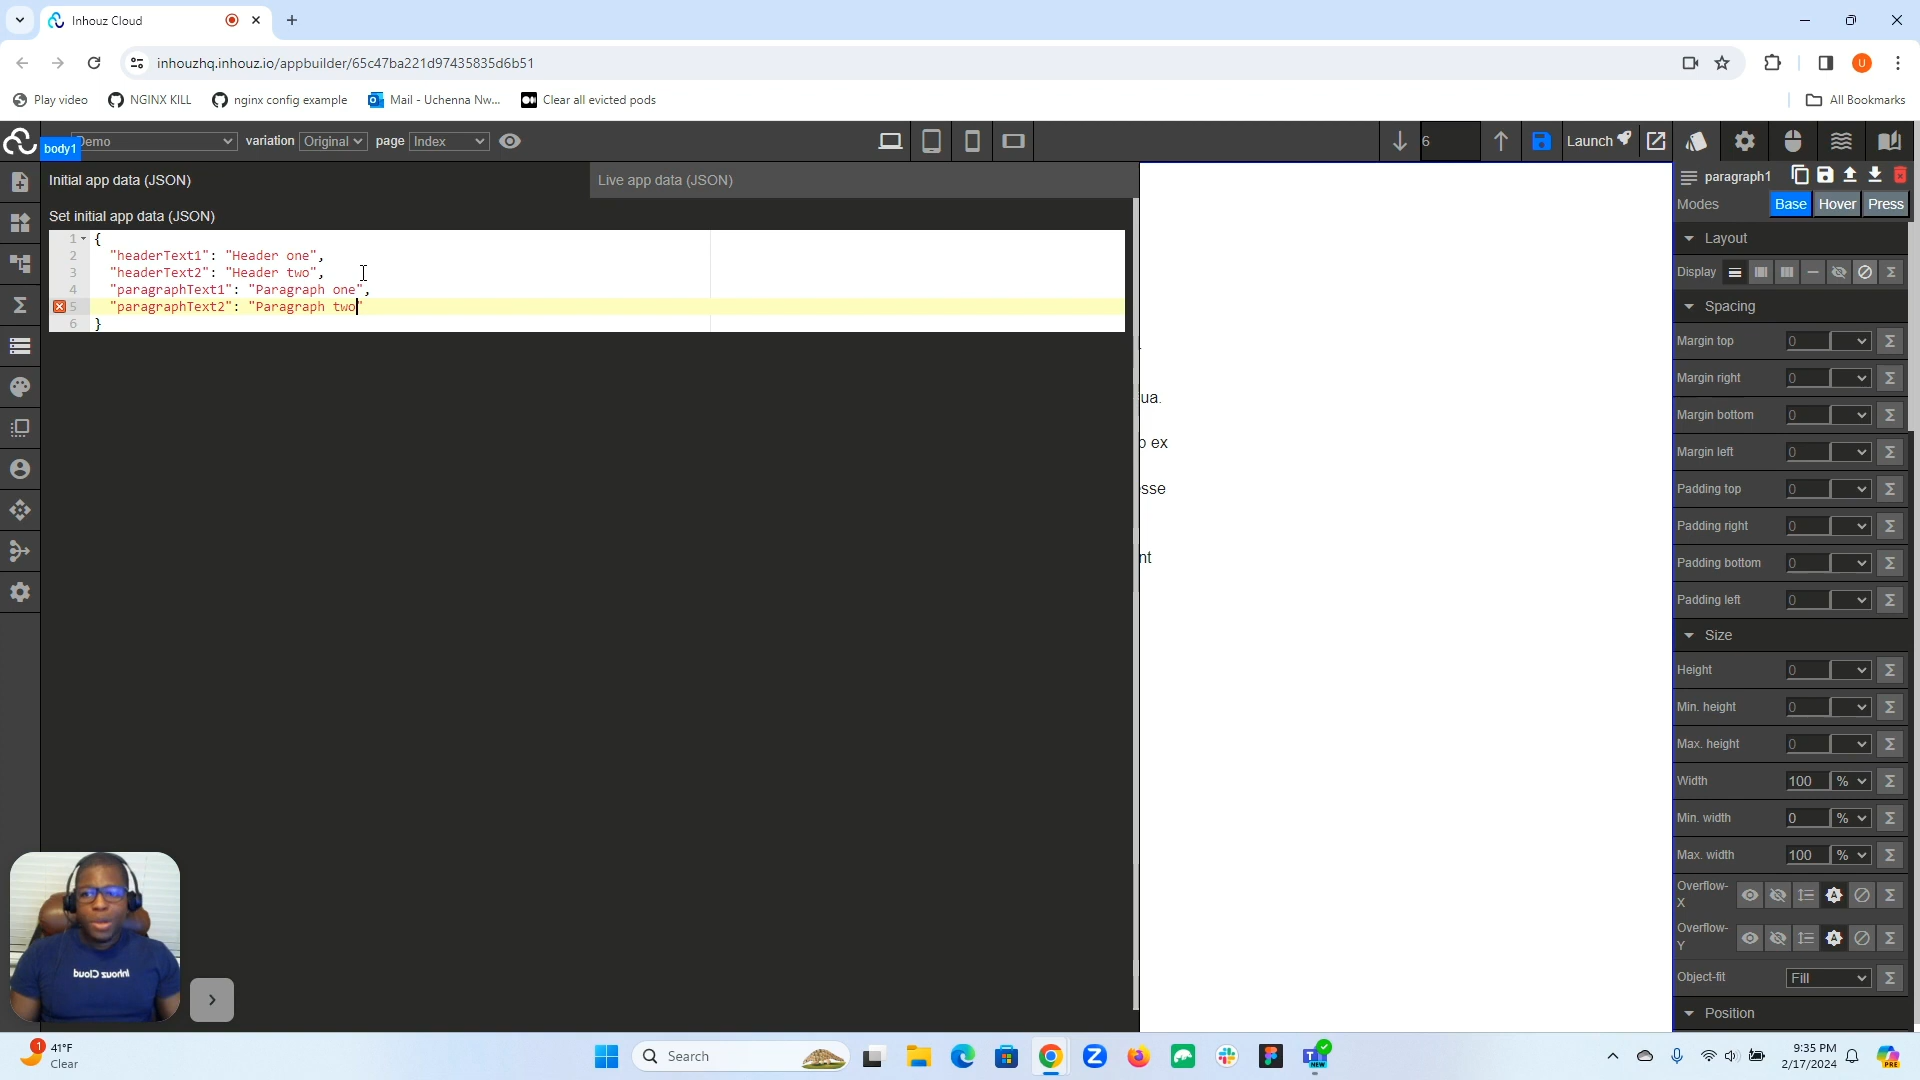 Inhouz Cloud
inhouzhq.inhouz.io/appbuilder/65c47ba221d97435835d6b51
U
Play video
NGINX KILL
nginx config example
Mail - Uchenna Nw...
Clear all evicted pods
All Bookmarks
body1
Demo
variation
Original
page
Index
6
Launch
Initial app data (JSON)
Live app data (JSON)
paragraph1
Modes
Base
Hover
Press
Set initial app data (JSON)
1 {
2 "headerText1": "Header one",
3 "headerText2": "Header two",
4 "paragraphText1": "Paragraph one",
5 "paragraphText2": "Paragraph two"
6 }
ua.
ex
sse
nt
Layout
Display
Spacing
Margin top 0
Margin right 0
Margin bottom 0
Margin left 0
Padding top 0
Padding right 0
Padding bottom 0
Padding left 0
Size
Height 0
Min. height 0
Max. height 0
Width 100 %
Min. width 0 %
Max. width 100 %
Overflow-
X
Overflow-
Y
Object-fit Fill
Position
Inhouz Cloud
1
41°F
Clear
Search
NEW
9:35 PM
2/17/2024
PRE